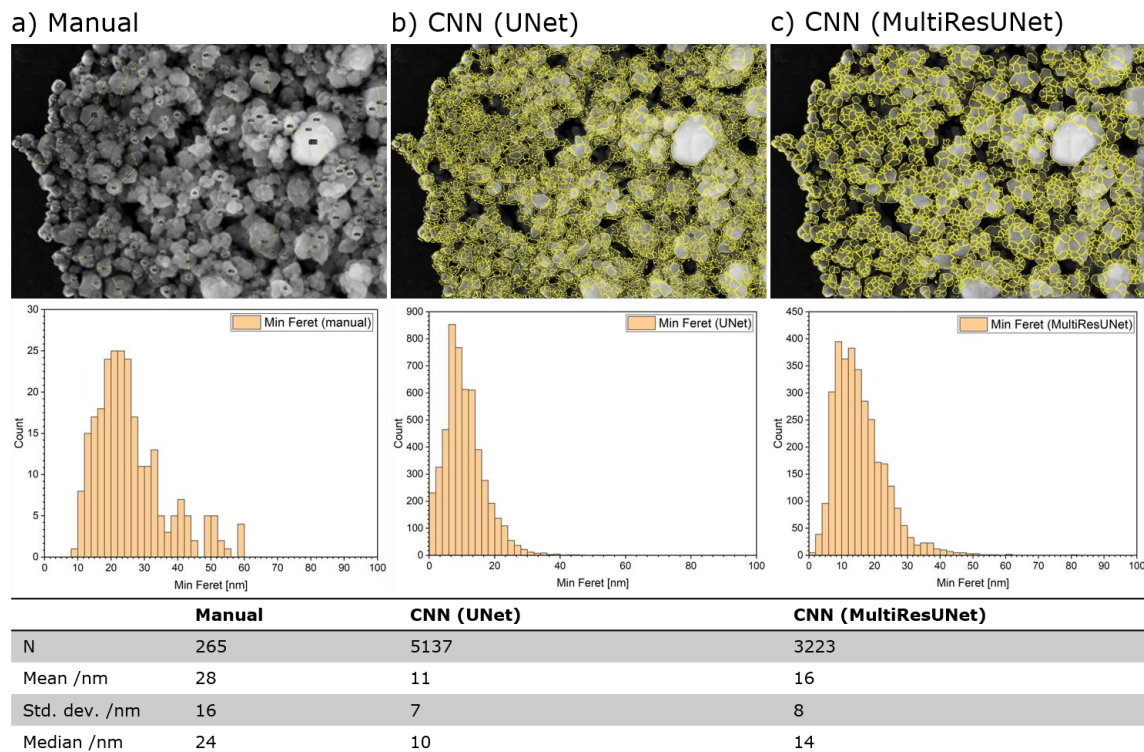 a) Manual
b) CNN (UNet)
c) CNN (MultiResUNet)
30
25
20
15
10
5
0
Count
Min Feret (manual)
0 10 20 30 40 50 60 70 80 90 100
Min Feret [nm]
900
800
700
600
500
400
300
200
100
0
Count
Min Feret (UNet)
0 20 40 60 80 100
Min Feret [nm]
450
400
350
300
250
200
150
100
50
0
Count
Min Feret (MultiResUNet)
0 10 20 30 40 50 60 70 80 90 100
Min Feret [nm]
Manual CNN (UNet) CNN (MultiResUNet)
N 265 5137 3223
Mean /nm 28 11 16
Std. dev. /nm 16 7 8
Median /nm 24 10 14